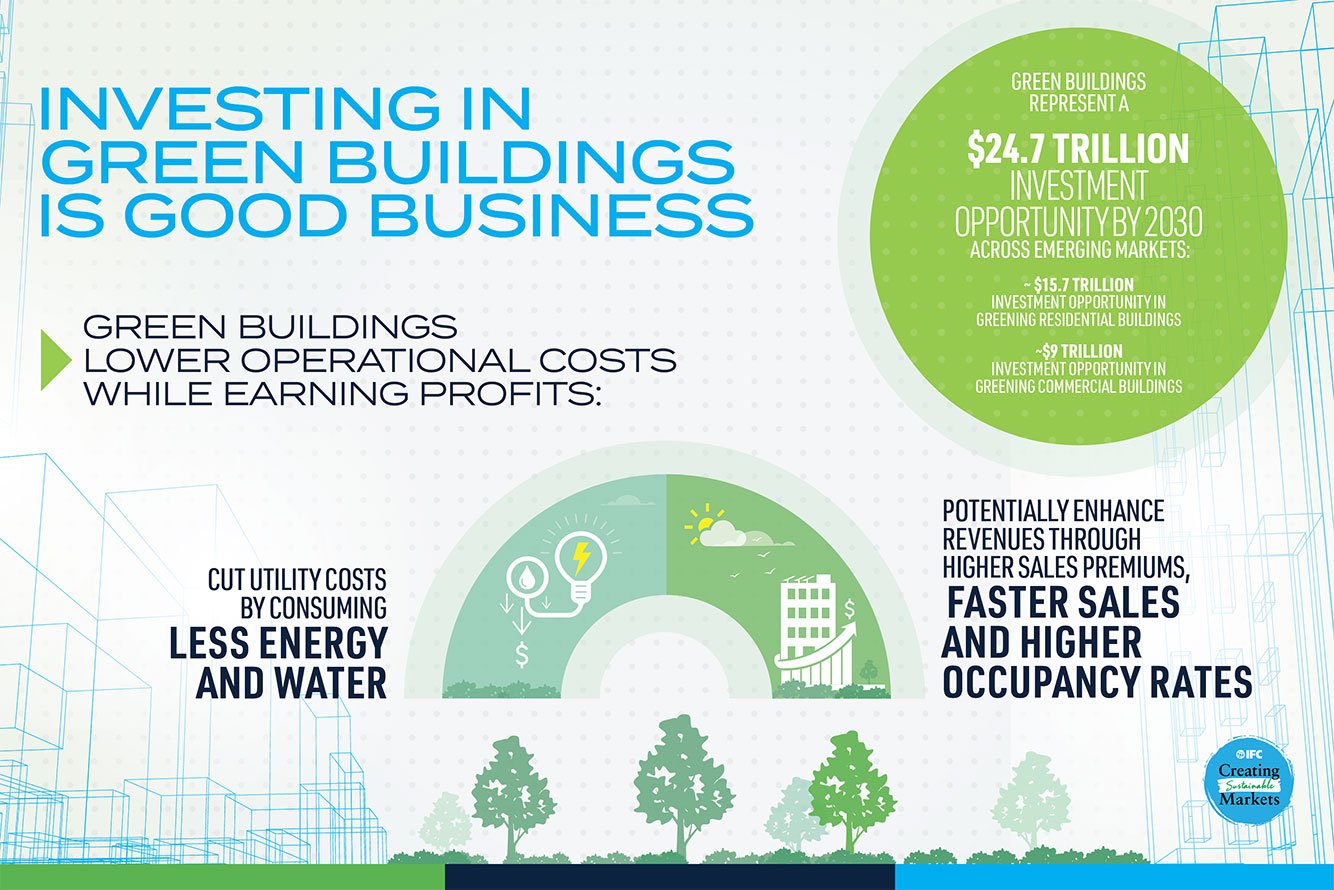 INVESTING IN
GREEN BUILDINGS
IS GOOD BUSINESS
GREEN BUILDINGS
REPRESENT A
$24.7 TRILLION
INVESTMENT
OPPORTUNITY BY 2030
ACROSS EMERGING MARKETS:
~ $15.7 TRILLION
INVESTMENT OPPORTUNITY IN
GREENING RESIDENTIAL BUILDINGS
~$9 TRILLION
INVESTMENT OPPORTUNITY IN
GREENING COMMERCIAL BUILDINGS
GREEN BUILDINGS
LOWER OPERATIONAL COSTS
WHILE EARNING PROFITS:
CUT UTILITY COSTS
BY CONSUMING
LESS ENERGY
AND WATER
$
$
POTENTIALLY ENHANCE
REVENUES THROUGH
HIGHER SALES PREMIUMS,
FASTER SALES
AND HIGHER
OCCUPANCY RATES
IFC
Creating
Sustainable
Markets